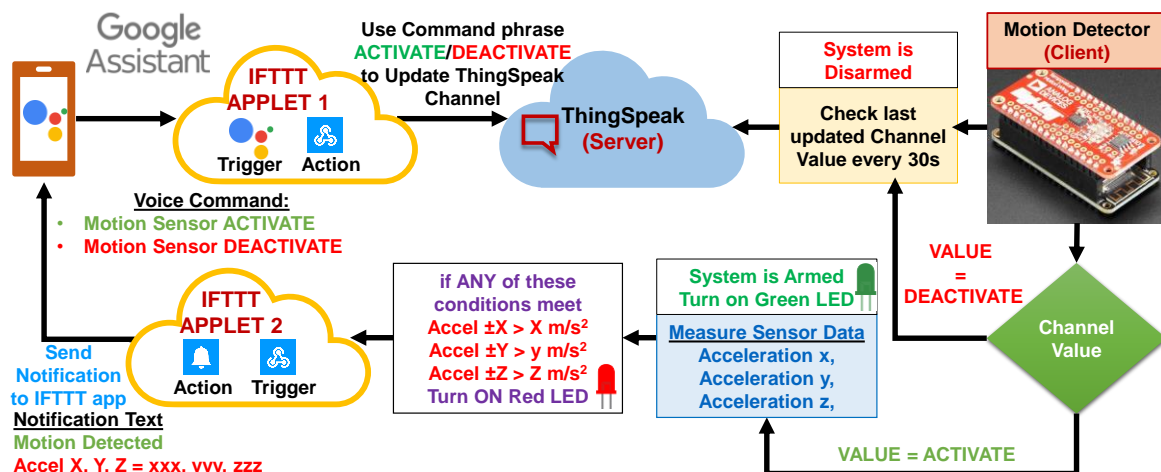 Google
Assistant
IFTTT
APPLET 1
Trigger
Action
Use Command phrase
ACTIVATE/DEACTIVATE
to Update ThingSpeak
Channel
ThingSpeak
(Server)
System is
Disarmed
Check last
updated Channel
Value every 30s
Motion Detector
(Client)
ANALOG
DEVICES
Voice Command:
• Motion Sensor ACTIVATE
• Motion Sensor DEACTIVATE
VALUE
=
DEACTIVATE
Channel
Value
VALUE = ACTIVATE
System is Armed
Turn on Green LED
Measure Sensor Data
Acceleration x,
Acceleration y,
Acceleration z,
if ANY of these
conditions meet
Accel ±X > X m/s²
Accel ±Y > y m/s²
Accel ±Z > Z m/s²
Turn ON Red LED
IFTTT
APPLET 2
Action
Trigger
Send
Notification
to IFTTT app
Notification Text
Motion Detected
Accel X, Y, Z = xxx, yyy, zzz